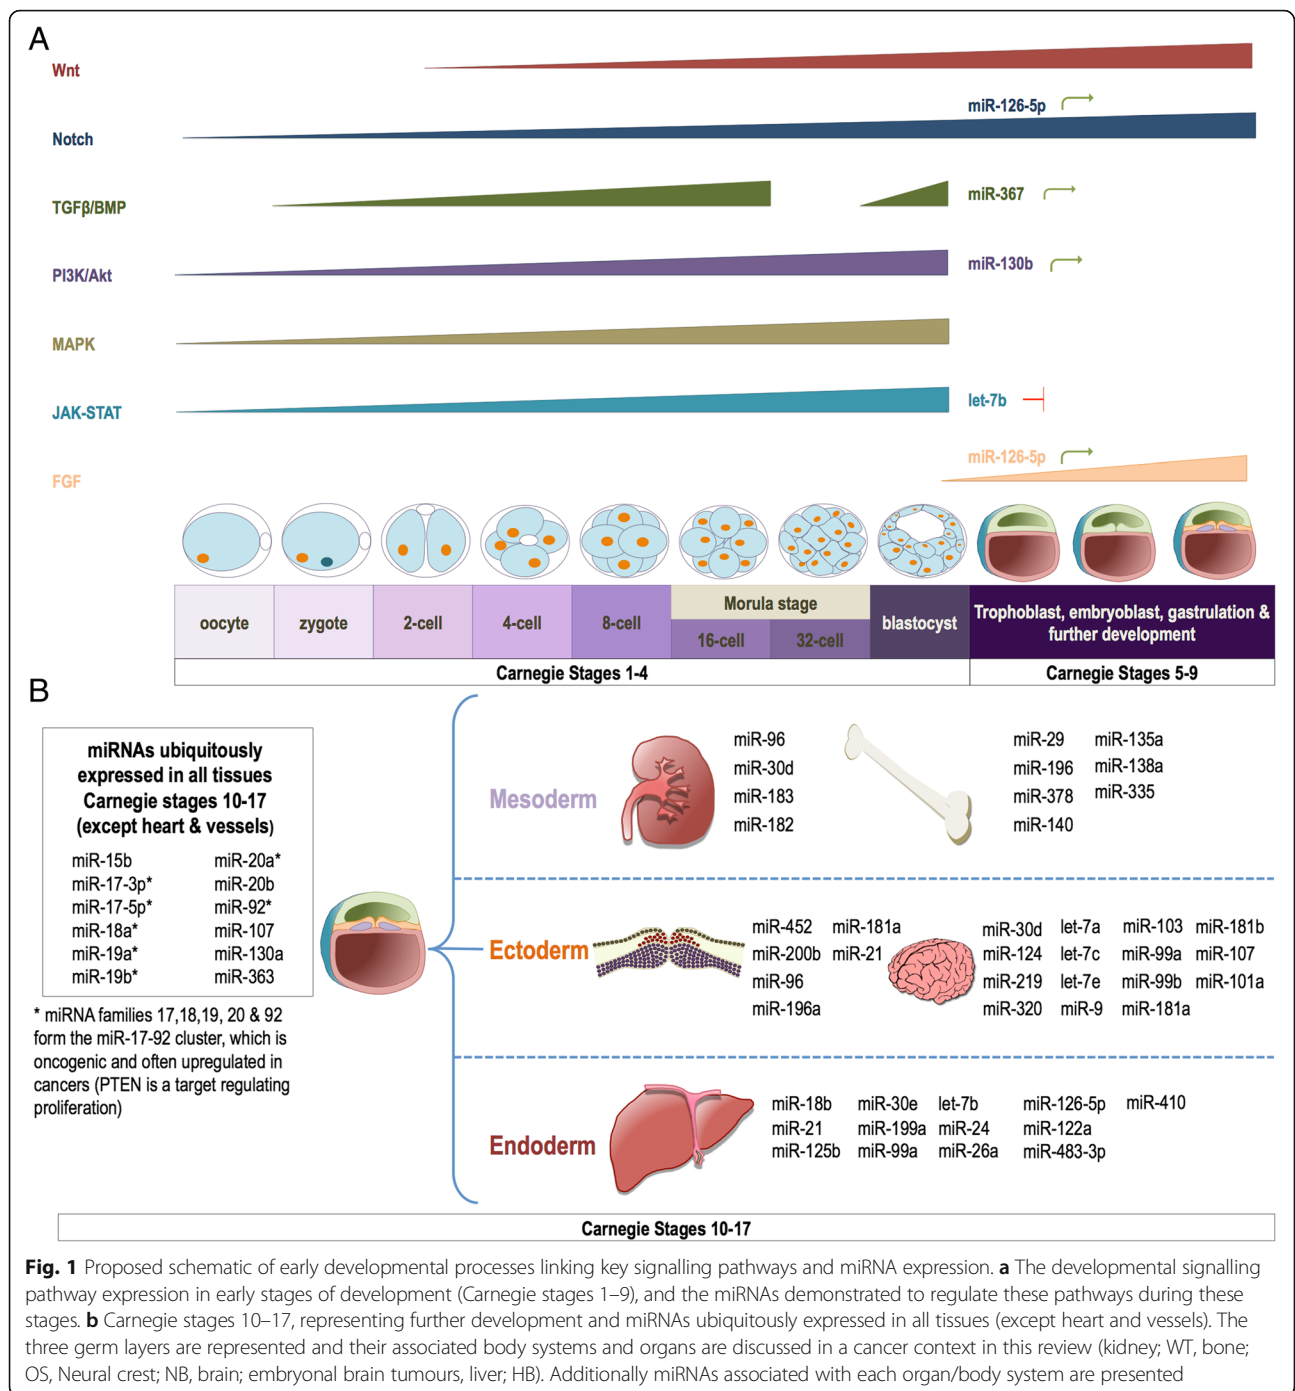 A
Wnt
miR-126-5p
Notch
TGFβ/BMP
miR-367
PI3K/Akt
miR-130b
MAPK
JAK-STAT
let-7b
miR-126-5p
FGF
oocyte
zygote
2-cell
4-cell
8-cell
Morula stage
16-cell
32-cell
blastocyst
Trophoblast, embryoblast, gastrulation &
further development
Carnegie Stages 1-4
Carnegie Stages 5-9
B
miRNAs ubiquitously
expressed in all tissues
Carnegie stages 10-17
(except heart & vessels)
miR-15b miR-20a*
miR-17-3p* miR-20b
miR-17-5p* miR-92*
miR-18a* miR-107
miR-19a* miR-130a
miR-19b* miR-363
* miRNA families 17,18,19, 20 & 92
form the miR-17-92 cluster, which is
oncogenic and often upregulated in
cancers (PTEN is a target regulating
proliferation)
Mesoderm
miR-96
miR-30d
miR-183
miR-182
miR-29 miR-135a
miR-196 miR-138a
miR-378 miR-335
miR-140
Ectoderm
miR-452 miR-181a
miR-200b miR-21
miR-96
miR-196a
miR-30d let-7a miR-103 miR-181b
miR-124 let-7c miR-99a miR-107
miR-219 let-7e miR-99b miR-101a
miR-320 miR-9 miR-181a
Endoderm
miR-18b miR-30e let-7b miR-126-5p miR-410
miR-21 miR-199a miR-24 miR-122a
miR-125b miR-99a miR-26a miR-483-3p
Carnegie Stages 10-17
Fig. 1 Proposed schematic of early developmental processes linking key signalling pathways and miRNA expression. a The developmental signalling
pathway expression in early stages of development (Carnegie stages 1–9), and the miRNAs demonstrated to regulate these pathways during these
stages. b Carnegie stages 10–17, representing further development and miRNAs ubiquitously expressed in all tissues (except heart and vessels). The
three germ layers are represented and their associated body systems and organs are discussed in a cancer context in this review (kidney; WT, bone;
OS, Neural crest; NB, brain; embryonal brain tumours, liver; HB). Additionally miRNAs associated with each organ/body system are presented